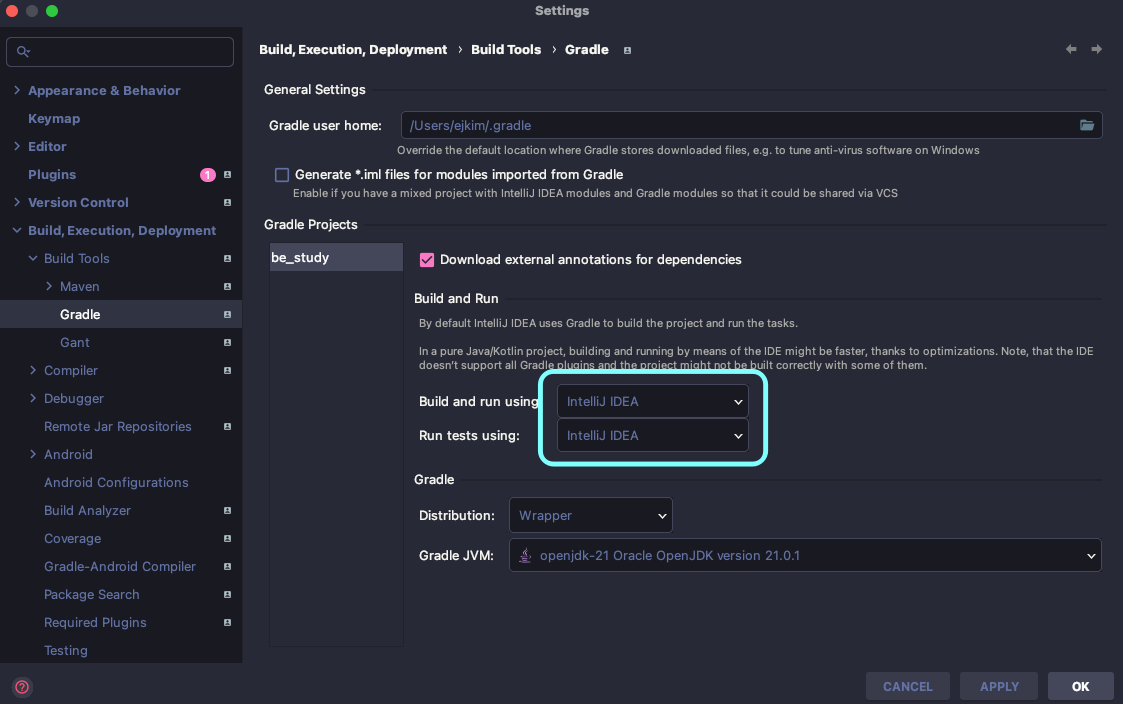 Settings
Build, Execution, Deployment › Build Tools › Gradle
Appearance & Behavior
Keymap
Editor
Plugins 1
Version Control
Build, Execution, Deployment
Build Tools
Maven
Gradle
Gant
Compiler
Debugger
Remote Jar Repositories
Android
Android Configurations
Build Analyzer
Coverage
Gradle-Android Compiler
Package Search
Required Plugins
Testing
General Settings
Gradle user home: /Users/ejkim/.gradle
Override the default location where Gradle stores downloaded files, e.g. to tune anti-virus software on Windows
Generate *.iml files for modules imported from Gradle
Enable if you have a mixed project with IntelliJ IDEA modules and Gradle modules so that it could be shared via VCS
Gradle Projects
be_study
Download external annotations for dependencies
Build and Run
By default IntelliJ IDEA uses Gradle to build the project and run the tasks.
In a pure Java/Kotlin project, building and running by means of the IDE might be faster, thanks to optimizations. Note, that the IDE
doesn't support all Gradle plugins and the project might not be built correctly with some of them.
Build and run using IntelliJ IDEA
Run tests using: IntelliJ IDEA
Gradle
Distribution: Wrapper
Gradle JVM: openjdk-21 Oracle OpenJDK version 21.0.1
?
CANCEL APPLY OK